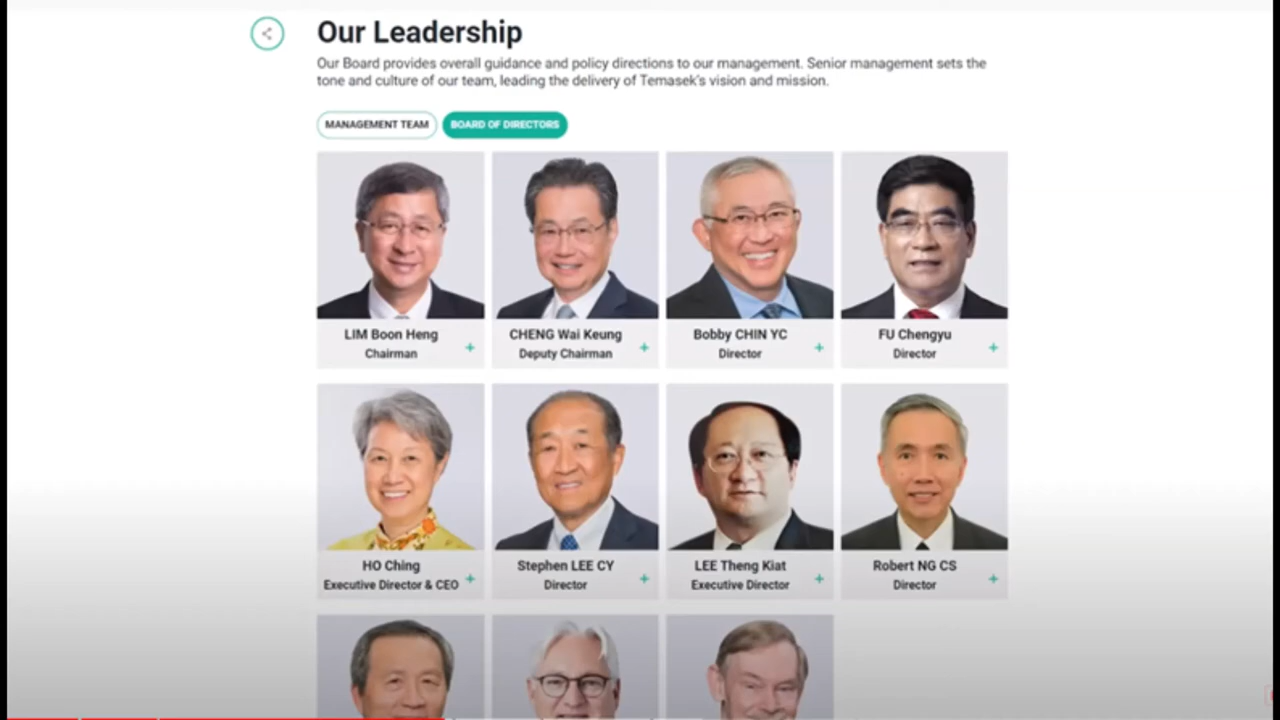 Our Leadership
Our Board provides overall guidance and policy directions to our management. Senior management sets the
tone and culture of our team, leading the delivery of Temasek's vision and mission.
MANAGEMENT TEAM
BOARD OF DIRECTORS
LIM Boon Heng
Chairman
CHENG Wai Keung
Deputy Chairman
Bobby CHIN YC
Director
FU Chengyu
Director
HO Ching
Executive Director & CEO
Stephen LEE CY
Director
LEE Theng Kiat
Executive Director
Robert NG CS
Director